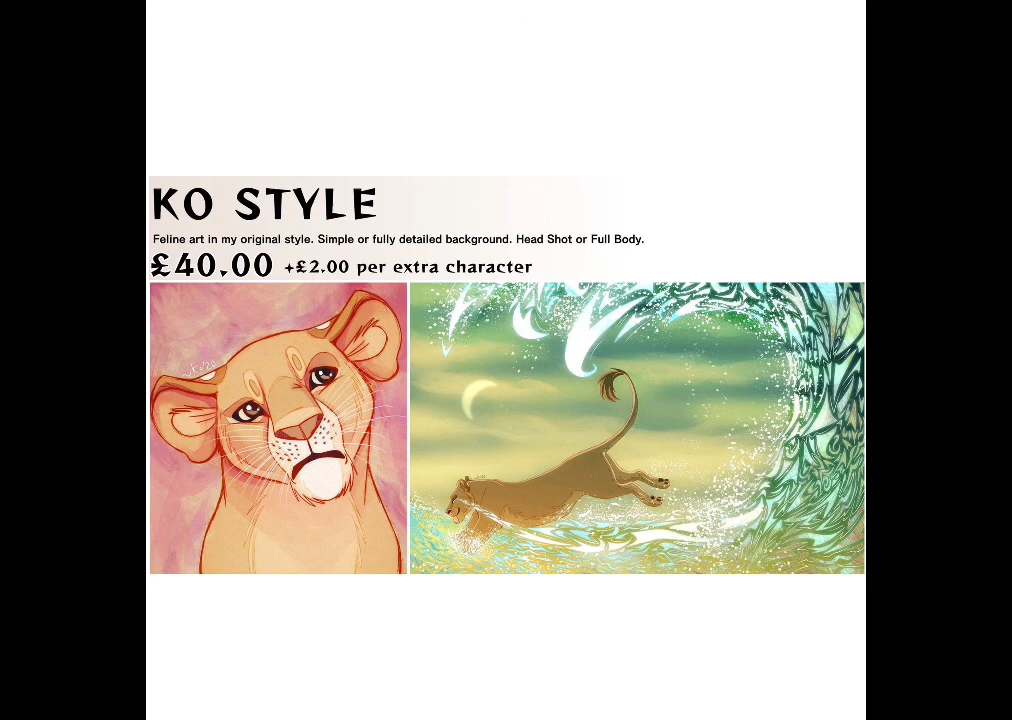 KO STYLE
Feline art in my original style. Simple or fully detailed background. Head Shot or Full Body.
£40.00 +£2.00 per extra character